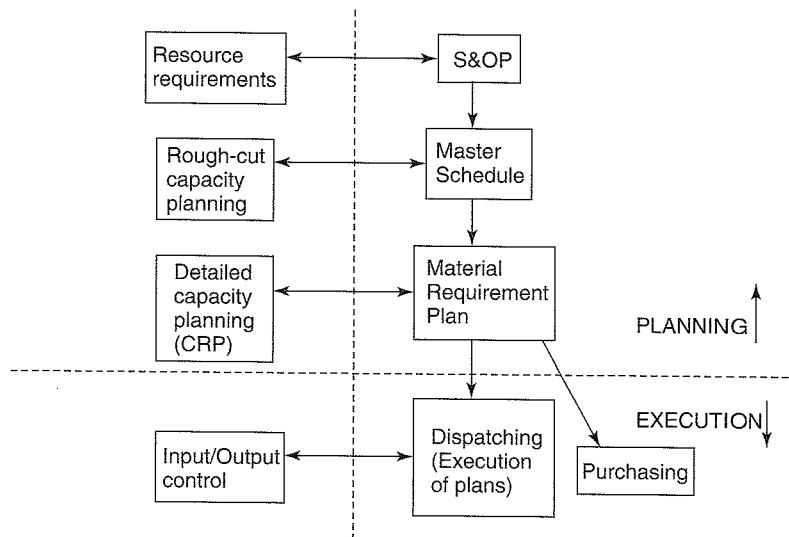 Resource
requirements
S&OP
Rough-cut
capacity
planning
Master
Schedule
Detailed
capacity
planning
(CRP)
Material
Requirement
Plan
PLANNING
EXECUTION
Input/Output
control
Dispatching
(Execution
of plans)
Purchasing